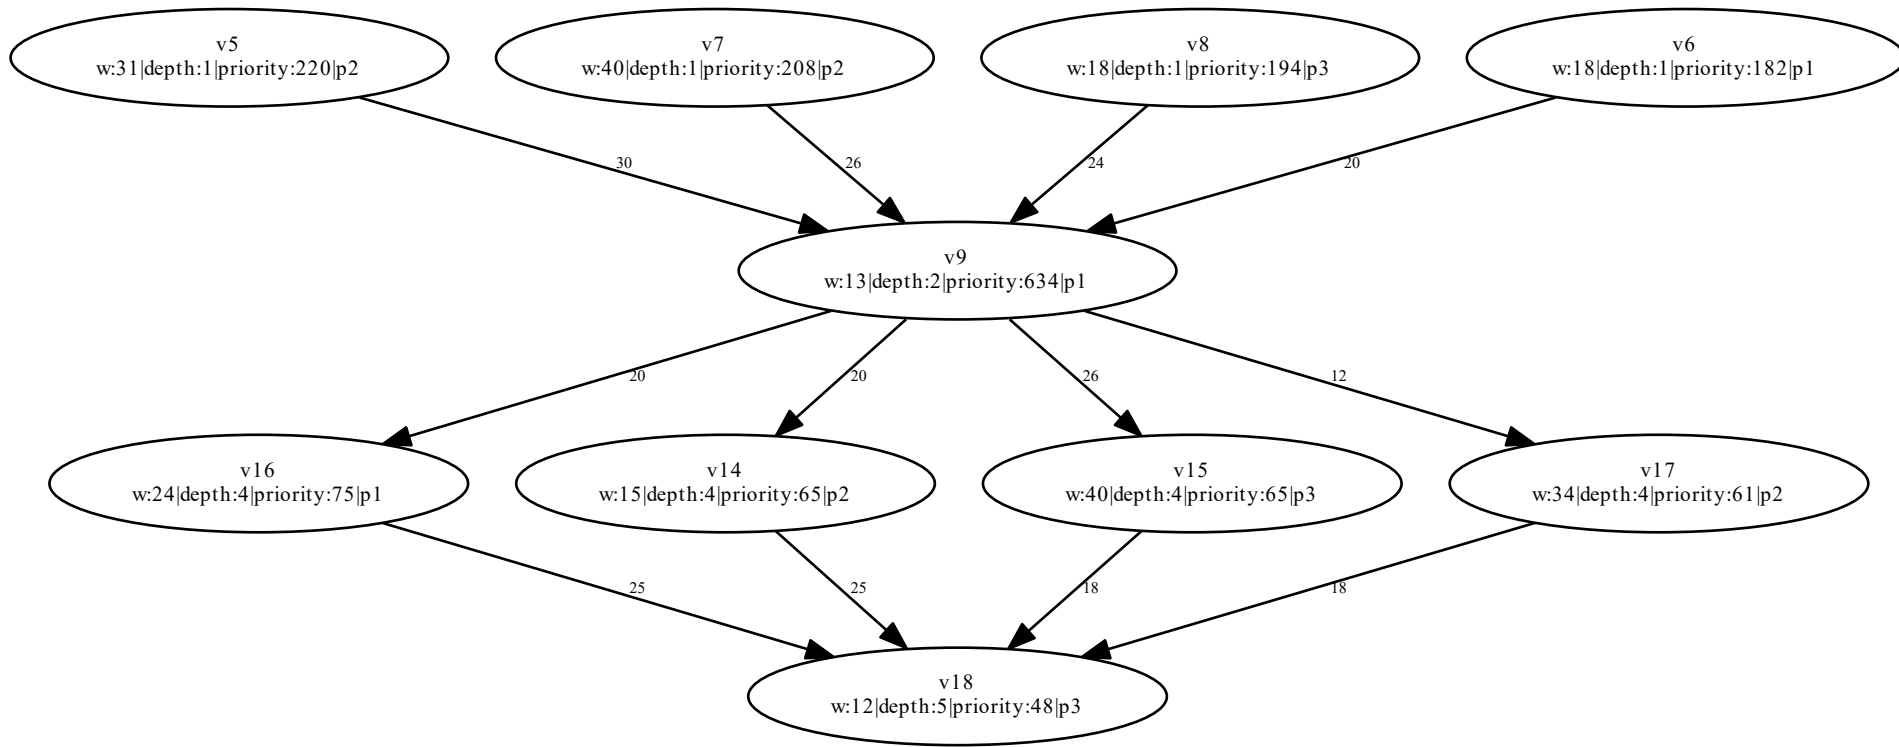 v5
w:31|depth:1|priority:220|p2
v7
w:40|depth:1|priority:208|p2
v8
w:18|depth:1|priority:194|p3
v6
w:18|depth:1|priority:182|p1
30
26
24
20
v9
w:13|depth:2|priority:634|p1
20
20
26
12
v16
w:24|depth:4|priority:75|p1
v14
w:15|depth:4|priority:65|p2
v15
w:40|depth:4|priority:65|p3
v17
w:34|depth:4|priority:61|p2
25
25
18
18
v18
w:12|depth:5|priority:48|p3